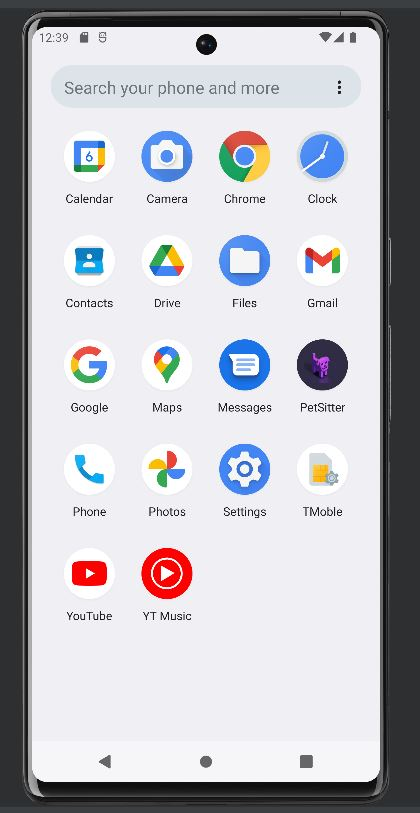 12:39
Search your phone and more
6
Calendar Camera Chrome Clock
Contacts Drive Files Gmail
Google Maps Messages PetSitter
Phone Photos Settings TMoble
YouTube YT Music